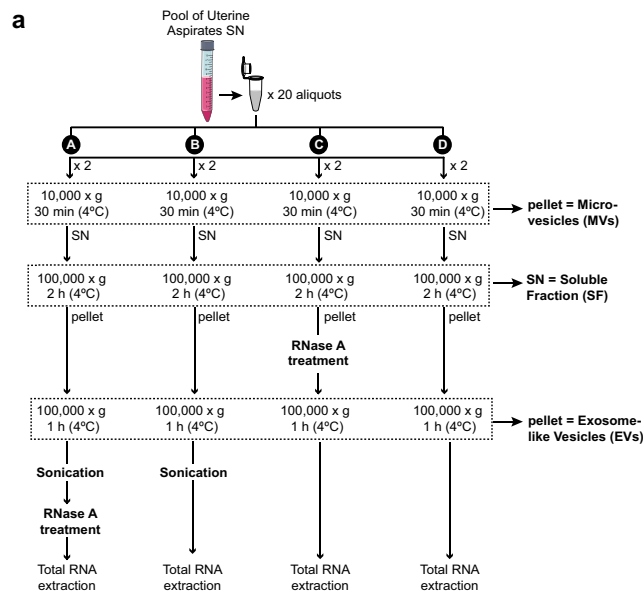 a
Pool of Uterine
Aspirates SN
x 20 aliquots
A B C D
x 2 x 2 x 2 x 2
10,000 x g 10,000 x g 10,000 x g 10,000 x g
30 min (4ºC) 30 min (4ºC) 30 min (4ºC) 30 min (4ºC)
pellet = Micro-
vesicles (MVs)
SN SN SN SN
100,000 x g 100,000 x g 100,000 x g 100,000 x g
2 h (4ºC) 2 h (4ºC) 2 h (4ºC) 2 h (4ºC)
SN = Soluble
Fraction (SF)
pellet pellet pellet pellet
RNase A
treatment
100,000 x g 100,000 x g 100,000 x g 100,000 x g
1 h (4ºC) 1 h (4ºC) 1 h (4ºC) 1 h (4ºC)
pellet = Exosome-
like Vesicles (EVs)
Sonication Sonication
RNase A
treatment
Total RNA Total RNA Total RNA Total RNA
extraction extraction extraction extraction